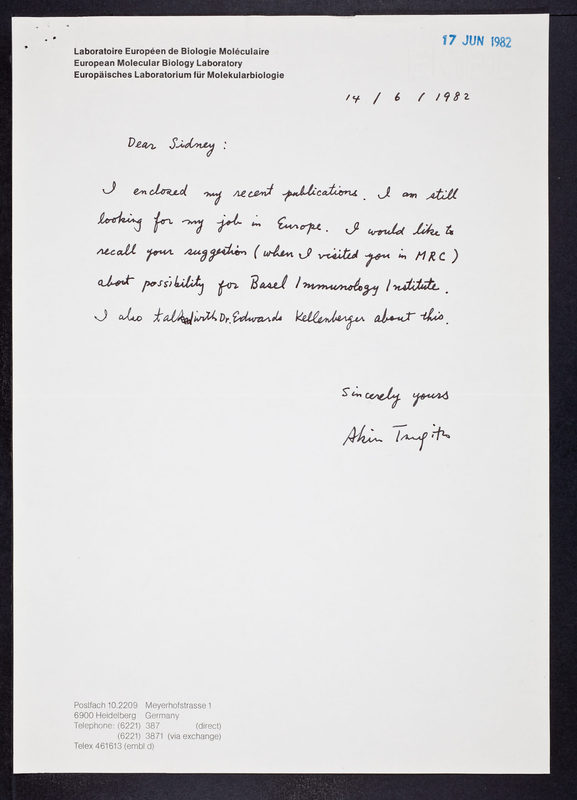 Laboratoire Européen de Biologie Moléculaire
European Molecular Biology Laboratory
Europäisches Laboratorium für Molekularbiologie
17 JUN 1982
14 / 6 / 1982
Dear Sidney :
I enclosed my recent publications. I am still
looking for my job in Europe. I would like to
recall your suggestion (when I visited you in MRC)
about possibility for Basel Immunology Institute.
I also talked with Dr. Edwards Kellenberger about this.
Sincerely yours
Akira Tsugita
Postfach 10.2209 Meyerhofstrasse 1
6900 Heidelberg Germany
Telephone: (6221) 387 (direct)
(6221) 3871 (via exchange)
Telex 461613 (embl d)